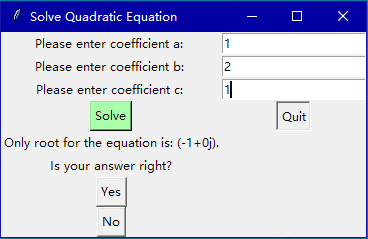 Solve Quadratic Equation
Please enter coefficient a: 1
Please enter coefficient b: 2
Please enter coefficient c: 1
Solve Quit
Only root for the equation is: (-1+0j).
Is your answer right?
Yes
No